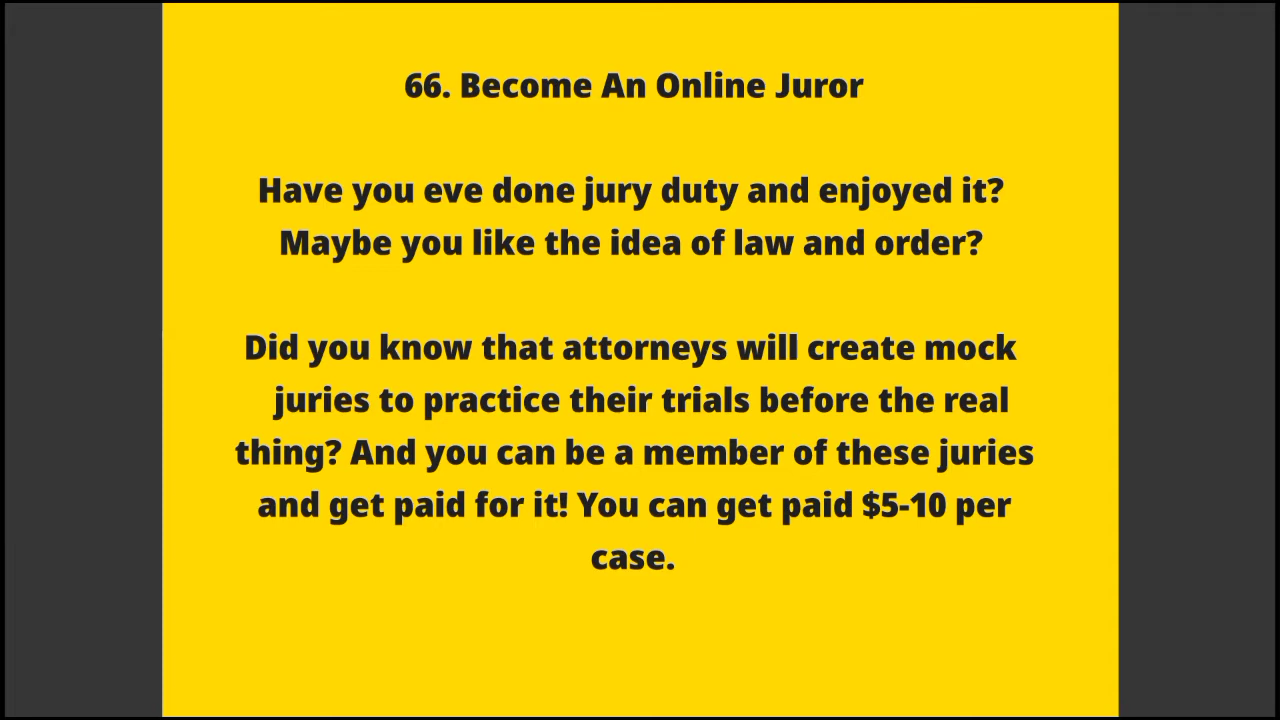 66. Become An Online Juror
Have you eve done jury duty and enjoyed it?
Maybe you like the idea of law and order?
Did you know that attorneys will create mock
juries to practice their trials before the real
thing? And you can be a member of these juries
and get paid for it! You can get paid $5-10 per
case.